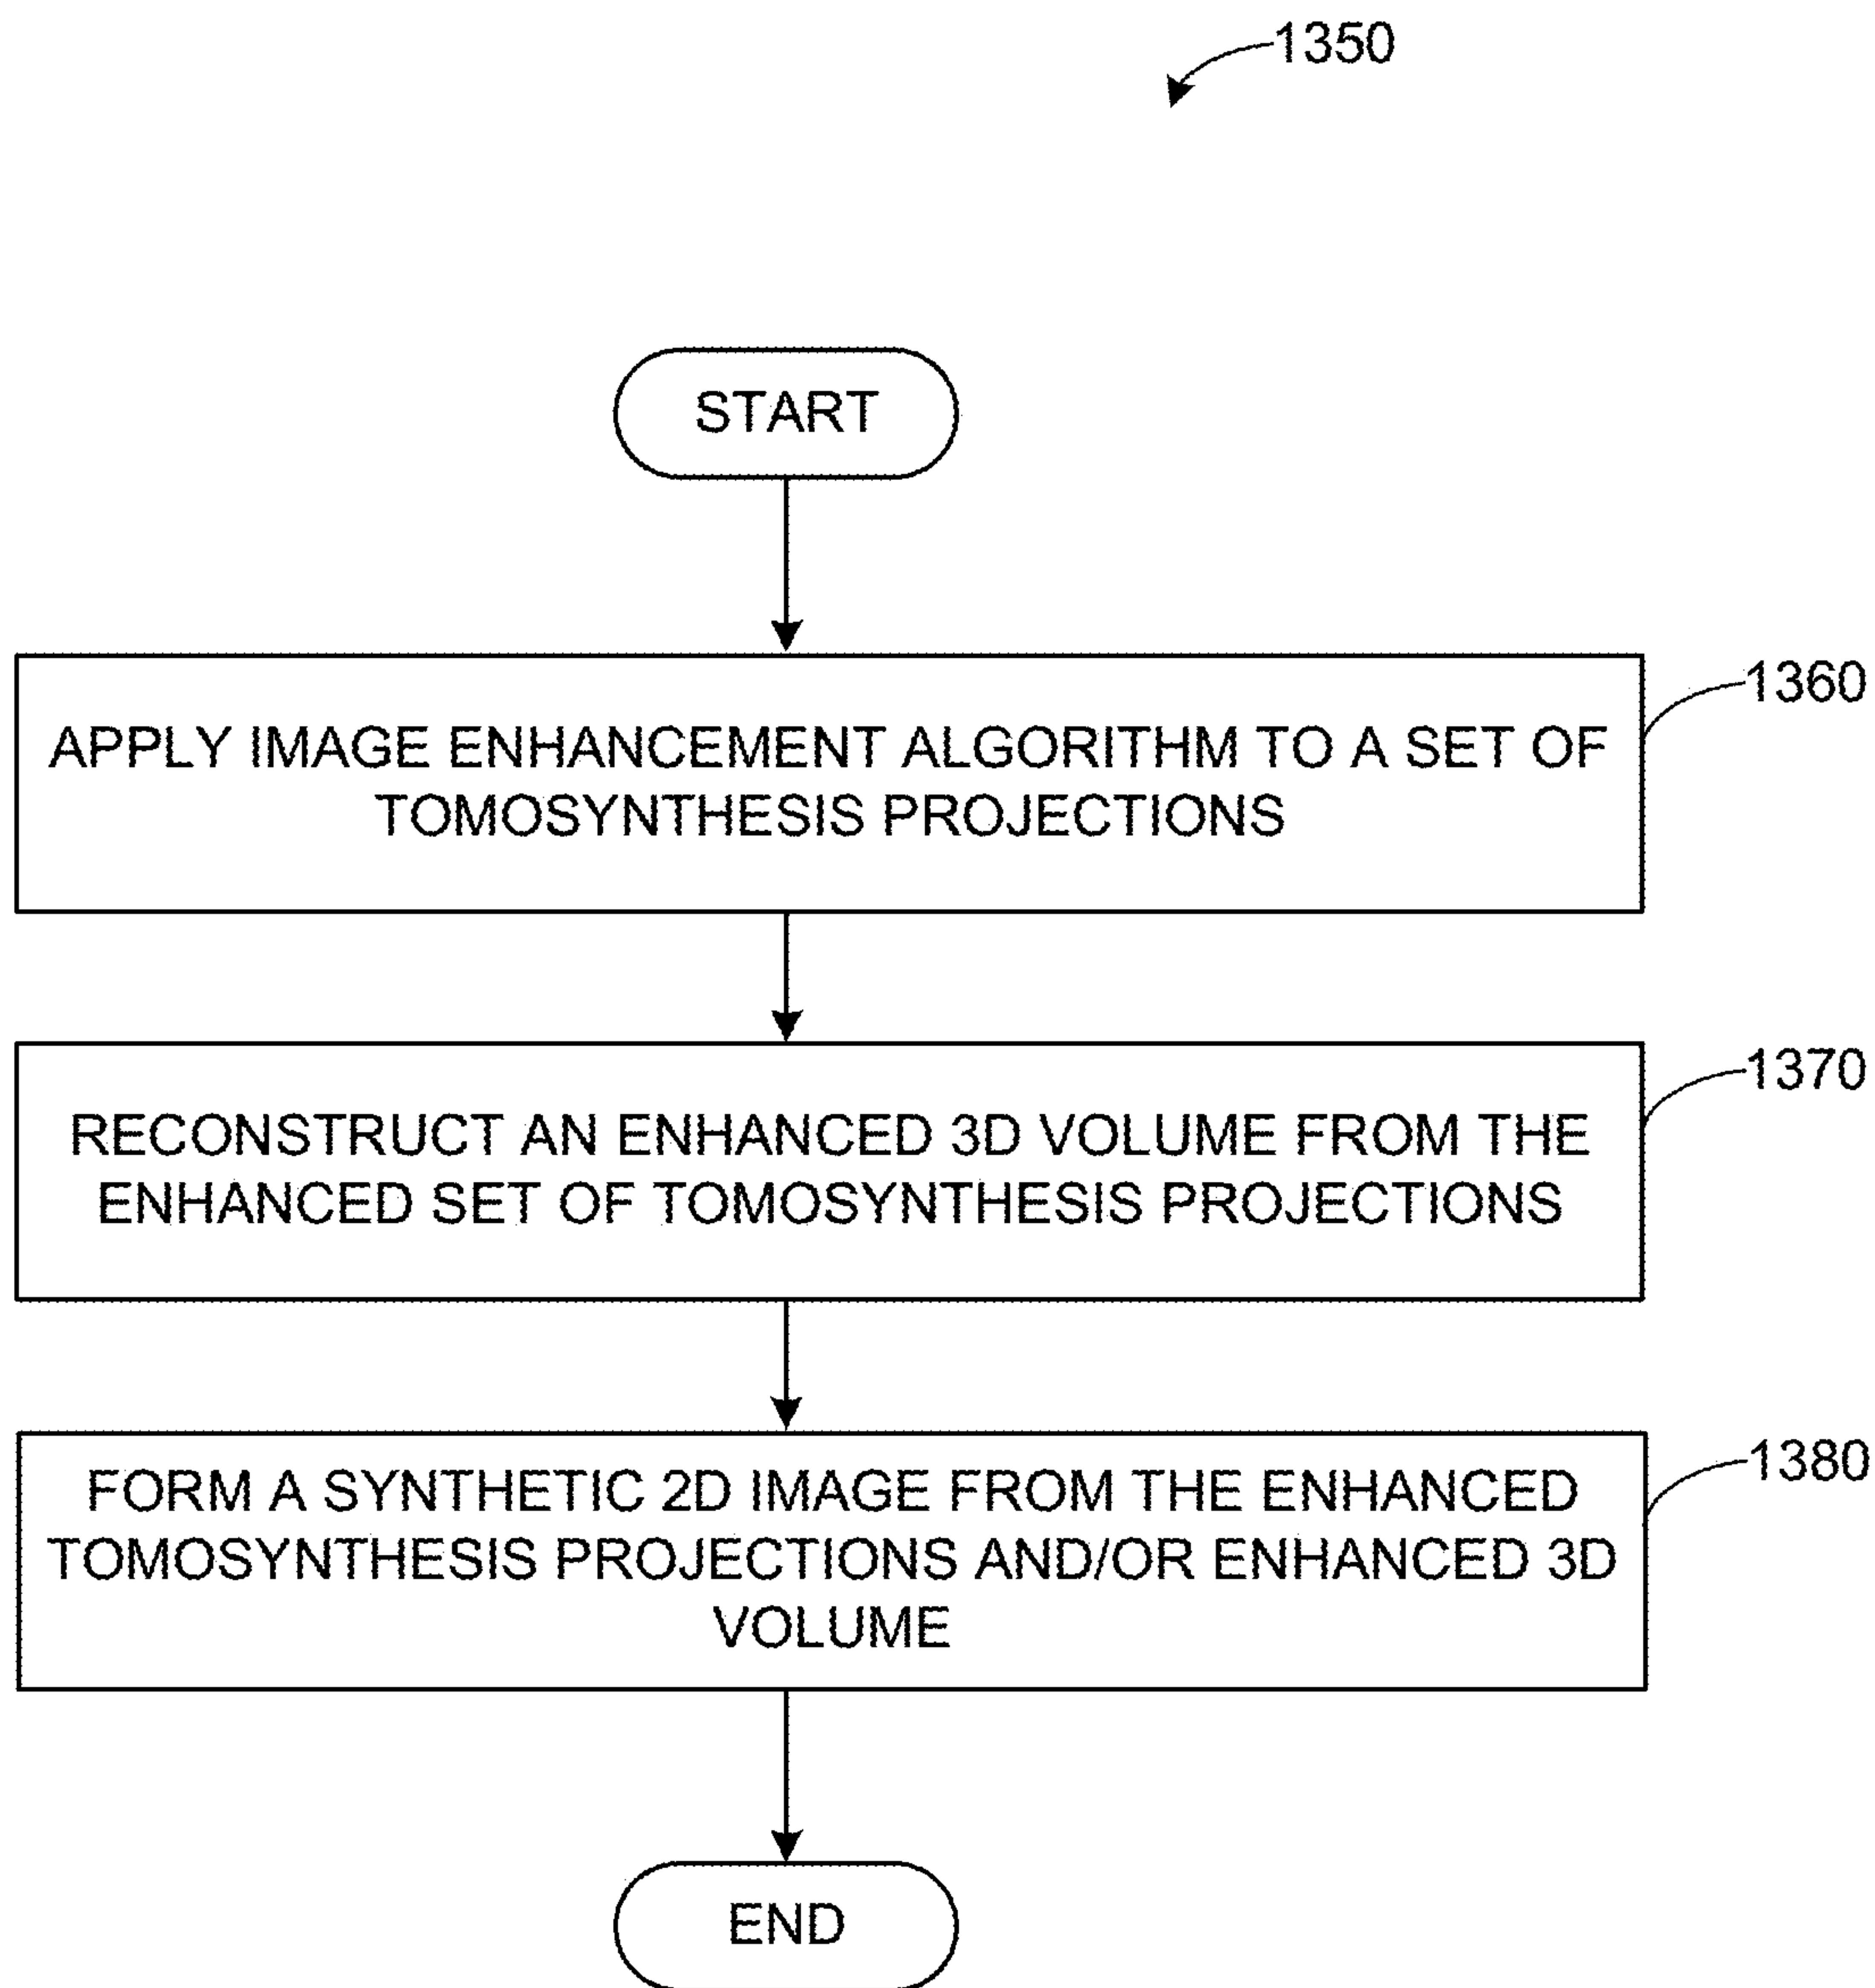 1350
START
1360
APPLY IMAGE ENHANCEMENT ALGORITHM TO A SET OF
TOMOSYNTHESIS PROJECTIONS
1370
RECONSTRUCT AN ENHANCED 3D VOLUME FROM THE
ENHANCED SET OF TOMOSYNTHESIS PROJECTIONS
1380
FORM A SYNTHETIC 2D IMAGE FROM THE ENHANCED
TOMOSYNTHESIS PROJECTIONS AND/OR ENHANCED 3D
VOLUME
END